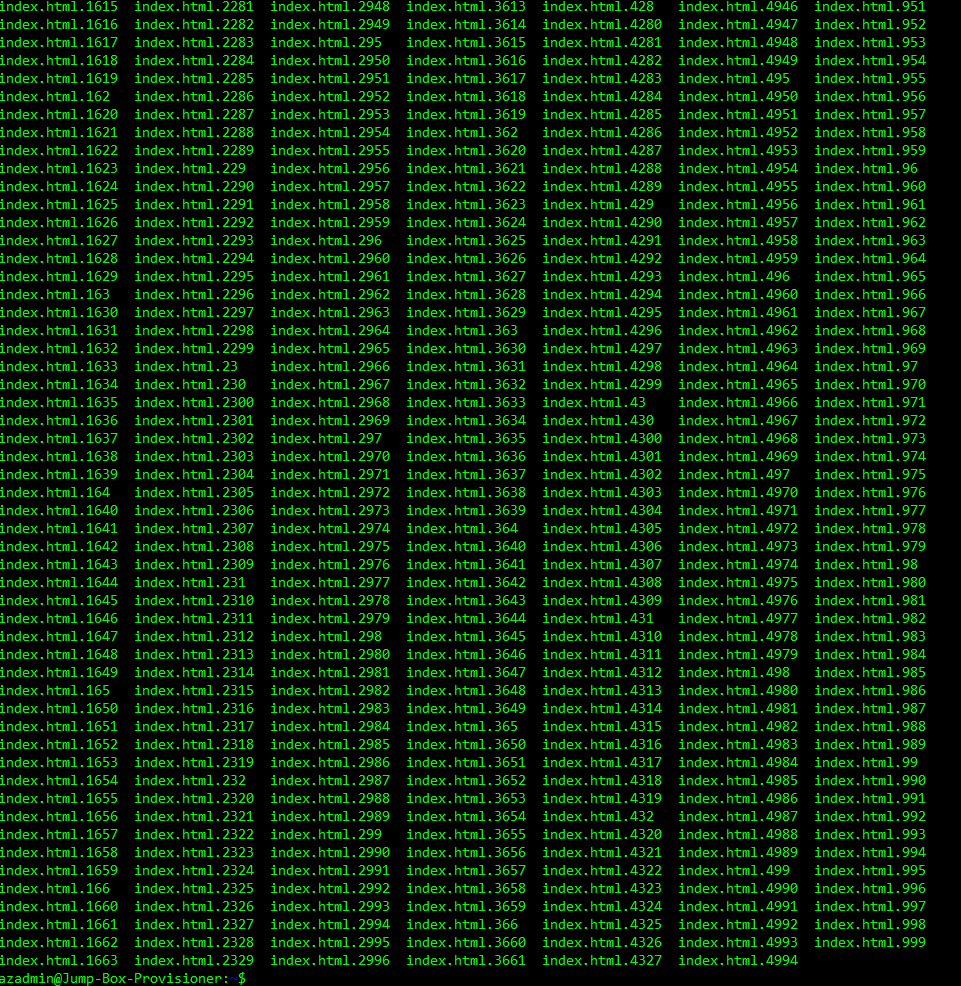 index.html.1615  index.html.2281  index.html.2948  index.html.3613  index.html.428   index.html.4946  index.html.951
index.html.1616  index.html.2282  index.html.2949  index.html.3614  index.html.4280  index.html.4947  index.html.952
index.html.1617  index.html.2283  index.html.295   index.html.3615  index.html.4281  index.html.4948  index.html.953
index.html.1618  index.html.2284  index.html.2950  index.html.3616  index.html.4282  index.html.4949  index.html.954
index.html.1619  index.html.2285  index.html.2951  index.html.3617  index.html.4283  index.html.495   index.html.955
index.html.162   index.html.2286  index.html.2952  index.html.3618  index.html.4284  index.html.4950  index.html.956
index.html.1620  index.html.2287  index.html.2953  index.html.3619  index.html.4285  index.html.4951  index.html.957
index.html.1621  index.html.2288  index.html.2954  index.html.362   index.html.4286  index.html.4952  index.html.958
index.html.1622  index.html.2289  index.html.2955  index.html.3620  index.html.4287  index.html.4953  index.html.959
index.html.1623  index.html.229   index.html.2956  index.html.3621  index.html.4288  index.html.4954  index.html.96
index.html.1624  index.html.2290  index.html.2957  index.html.3622  index.html.4289  index.html.4955  index.html.960
index.html.1625  index.html.2291  index.html.2958  index.html.3623  index.html.429   index.html.4956  index.html.961
index.html.1626  index.html.2292  index.html.2959  index.html.3624  index.html.4290  index.html.4957  index.html.962
index.html.1627  index.html.2293  index.html.296   index.html.3625  index.html.4291  index.html.4958  index.html.963
index.html.1628  index.html.2294  index.html.2960  index.html.3626  index.html.4292  index.html.4959  index.html.964
index.html.1629  index.html.2295  index.html.2961  index.html.3627  index.html.4293  index.html.496   index.html.965
index.html.163   index.html.2296  index.html.2962  index.html.3628  index.html.4294  index.html.4960  index.html.966
index.html.1630  index.html.2297  index.html.2963  index.html.3629  index.html.4295  index.html.4961  index.html.967
index.html.1631  index.html.2298  index.html.2964  index.html.363   index.html.4296  index.html.4962  index.html.968
index.html.1632  index.html.2299  index.html.2965  index.html.3630  index.html.4297  index.html.4963  index.html.969
index.html.1633  index.html.23    index.html.2966  index.html.3631  index.html.4298  index.html.4964  index.html.97
index.html.1634  index.html.230   index.html.2967  index.html.3632  index.html.4299  index.html.4965  index.html.970
index.html.1635  index.html.2300  index.html.2968  index.html.3633  index.html.43    index.html.4966  index.html.971
index.html.1636  index.html.2301  index.html.2969  index.html.3634  index.html.430   index.html.4967  index.html.972
index.html.1637  index.html.2302  index.html.297   index.html.3635  index.html.4300  index.html.4968  index.html.973
index.html.1638  index.html.2303  index.html.2970  index.html.3636  index.html.4301  index.html.4969  index.html.974
index.html.1639  index.html.2304  index.html.2971  index.html.3637  index.html.4302  index.html.497   index.html.975
index.html.164   index.html.2305  index.html.2972  index.html.3638  index.html.4303  index.html.4970  index.html.976
index.html.1640  index.html.2306  index.html.2973  index.html.3639  index.html.4304  index.html.4971  index.html.977
index.html.1641  index.html.2307  index.html.2974  index.html.364   index.html.4305  index.html.4972  index.html.978
index.html.1642  index.html.2308  index.html.2975  index.html.3640  index.html.4306  index.html.4973  index.html.979
index.html.1643  index.html.2309  index.html.2976  index.html.3641  index.html.4307  index.html.4974  index.html.98
index.html.1644  index.html.231   index.html.2977  index.html.3642  index.html.4308  index.html.4975  index.html.980
index.html.1645  index.html.2310  index.html.2978  index.html.3643  index.html.4309  index.html.4976  index.html.981
index.html.1646  index.html.2311  index.html.2979  index.html.3644  index.html.431   index.html.4977  index.html.982
index.html.1647  index.html.2312  index.html.298   index.html.3645  index.html.4310  index.html.4978  index.html.983
index.html.1648  index.html.2313  index.html.2980  index.html.3646  index.html.4311  index.html.4979  index.html.984
index.html.1649  index.html.2314  index.html.2981  index.html.3647  index.html.4312  index.html.498   index.html.985
index.html.165   index.html.2315  index.html.2982  index.html.3648  index.html.4313  index.html.4980  index.html.986
index.html.1650  index.html.2316  index.html.2983  index.html.3649  index.html.4314  index.html.4981  index.html.987
index.html.1651  index.html.2317  index.html.2984  index.html.365   index.html.4315  index.html.4982  index.html.988
index.html.1652  index.html.2318  index.html.2985  index.html.3650  index.html.4316  index.html.4983  index.html.989
index.html.1653  index.html.2319  index.html.2986  index.html.3651  index.html.4317  index.html.4984  index.html.99
index.html.1654  index.html.232   index.html.2987  index.html.3652  index.html.4318  index.html.4985  index.html.990
index.html.1655  index.html.2320  index.html.2988  index.html.3653  index.html.4319  index.html.4986  index.html.991
index.html.1656  index.html.2321  index.html.2989  index.html.3654  index.html.432   index.html.4987  index.html.992
index.html.1657  index.html.2322  index.html.299   index.html.3655  index.html.4320  index.html.4988  index.html.993
index.html.1658  index.html.2323  index.html.2990  index.html.3656  index.html.4321  index.html.4989  index.html.994
index.html.1659  index.html.2324  index.html.2991  index.html.3657  index.html.4322  index.html.499   index.html.995
index.html.166   index.html.2325  index.html.2992  index.html.3658  index.html.4323  index.html.4990  index.html.996
index.html.1660  index.html.2326  index.html.2993  index.html.3659  index.html.4324  index.html.4991  index.html.997
index.html.1661  index.html.2327  index.html.2994  index.html.366   index.html.4325  index.html.4992  index.html.998
index.html.1662  index.html.2328  index.html.2995  index.html.3660  index.html.4326  index.html.4993  index.html.999
index.html.1663  index.html.2329  index.html.2996  index.html.3661  index.html.4327  index.html.4994
azadmin@Jump-Box-Provisioner:~$